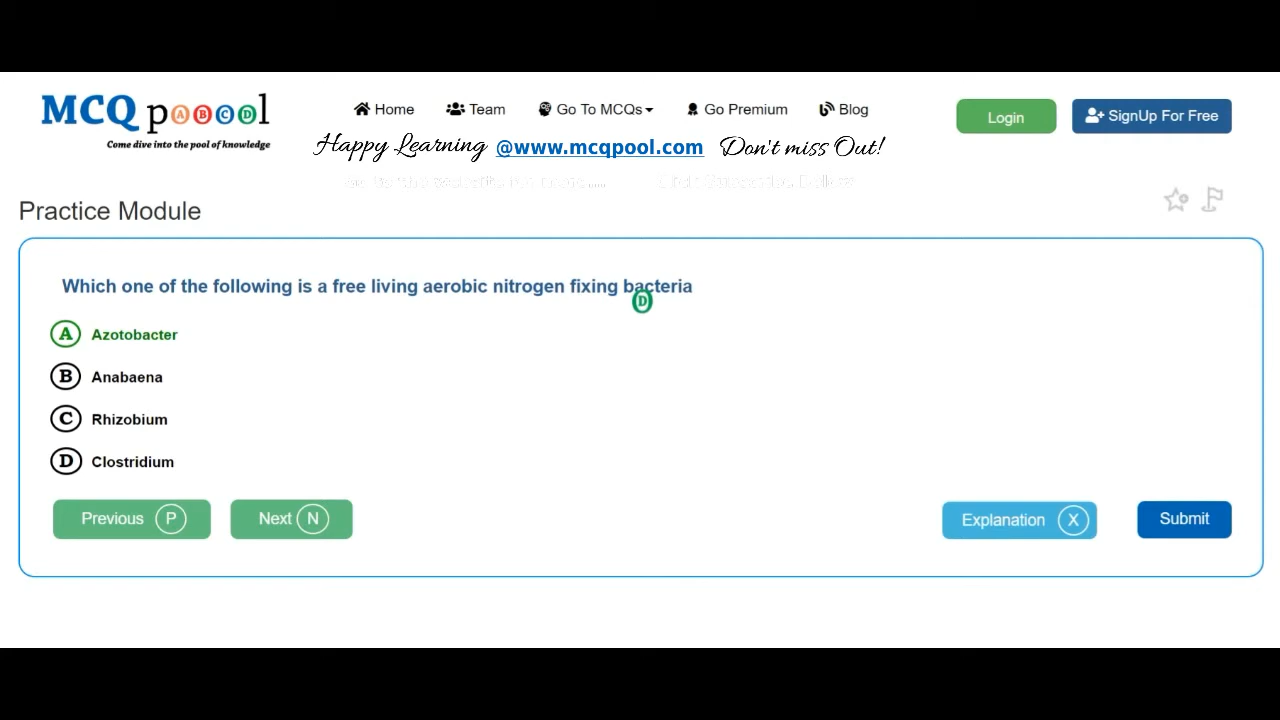 MCQ pooool
Come dive into the pool of knowledge
Home Team Go To MCQs Go Premium Blog
Login SignUp For Free
Happy Learning @www.mcqpool.com Don't miss Out!
Practice Module
Which one of the following is a free living aerobic nitrogen fixing bacteria
D
A Azotobacter
B Anabaena
C Rhizobium
D Clostridium
Previous P Next N Explanation X Submit